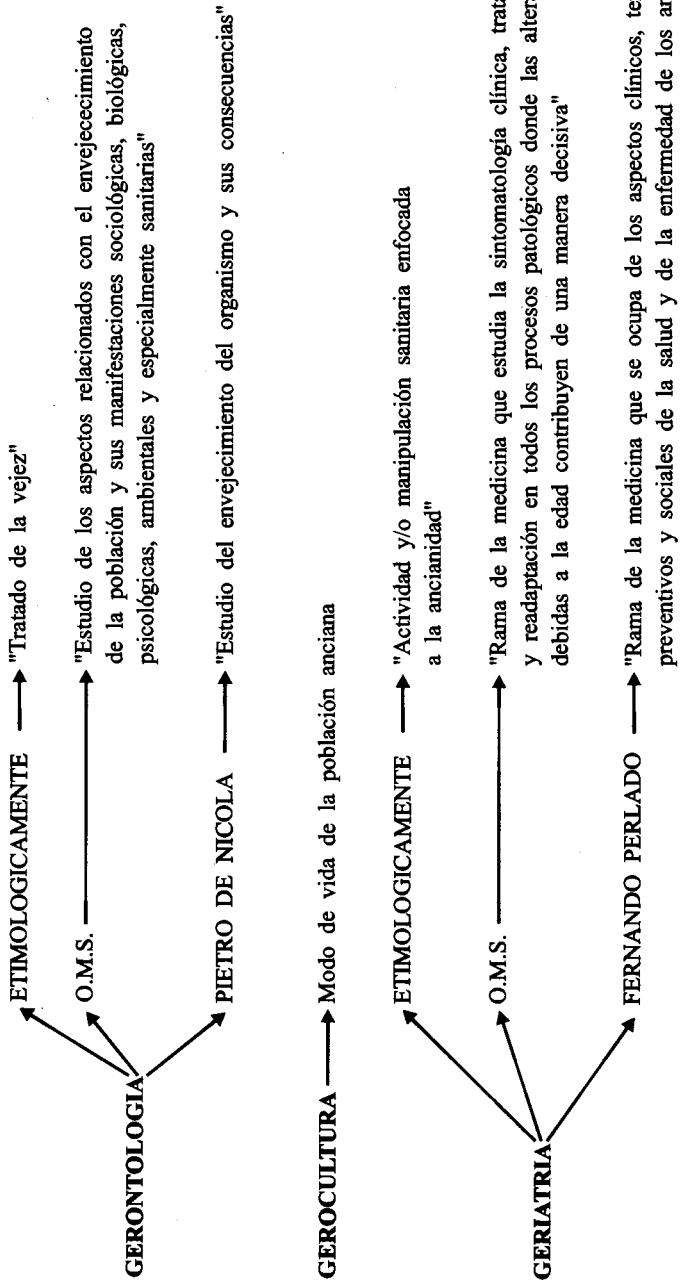 GERONTOLOGIA
ETIMOLOGICAMENTE
"Tratado de la vejez"
O.M.S.
"Estudio de los aspectos relacionados con el envejececimiento
de la población y sus manifestaciones sociológicas, biológicas,
psicológicas, ambientales y especialmente sanitarias"
PIETRO DE NICOLA
"Estudio del envejecimiento del organismo y sus consecuencias"
GEROCULTURA
Modo de vida de la población anciana
GERIATRIA
ETIMOLOGICAMENTE
"Actividad y/o manipulación sanitaria enfocada
a la ancianidad"
O.M.S.
"Rama de la medicina que estudia la sintomatología clínica,
y readaptación en todos los procesos patológicos donde las
debidas a la edad contribuyen de una manera decisiva"
FERNANDO PERLADO
"Rama de la medicina que se ocupa de los aspectos clínicos,
preventivos y sociales de la salud y de la enfermedad de los